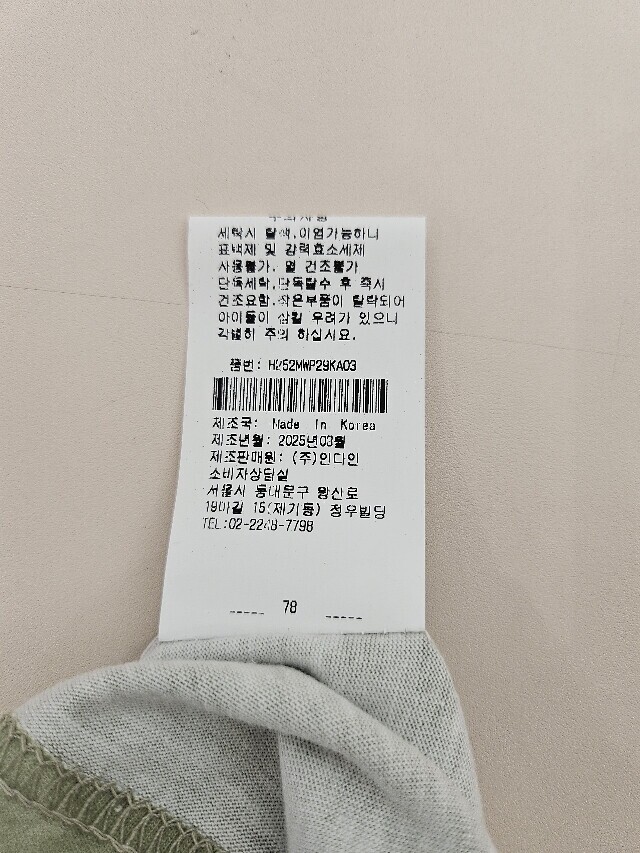 주의사항
세탁시 탈색,이염가능하니
표백제 및 강력효소세제
사용불가. 열 건조불가
단독세탁,단독탈수 후 즉시
건조요함.작은부품이 탈락되어
아이들이 삼킬 우려가 있으니
각별히 주의 하십시요.
품번: H252MWP29KA03
제조국: Made In Korea
제조년월: 2025년03월
제조판매원: (주)인다인
소비자상담실
서울시 동대문구 왕산로
19마길 15(제기동) 정우빌딩
TEL:02-2248-7798
78